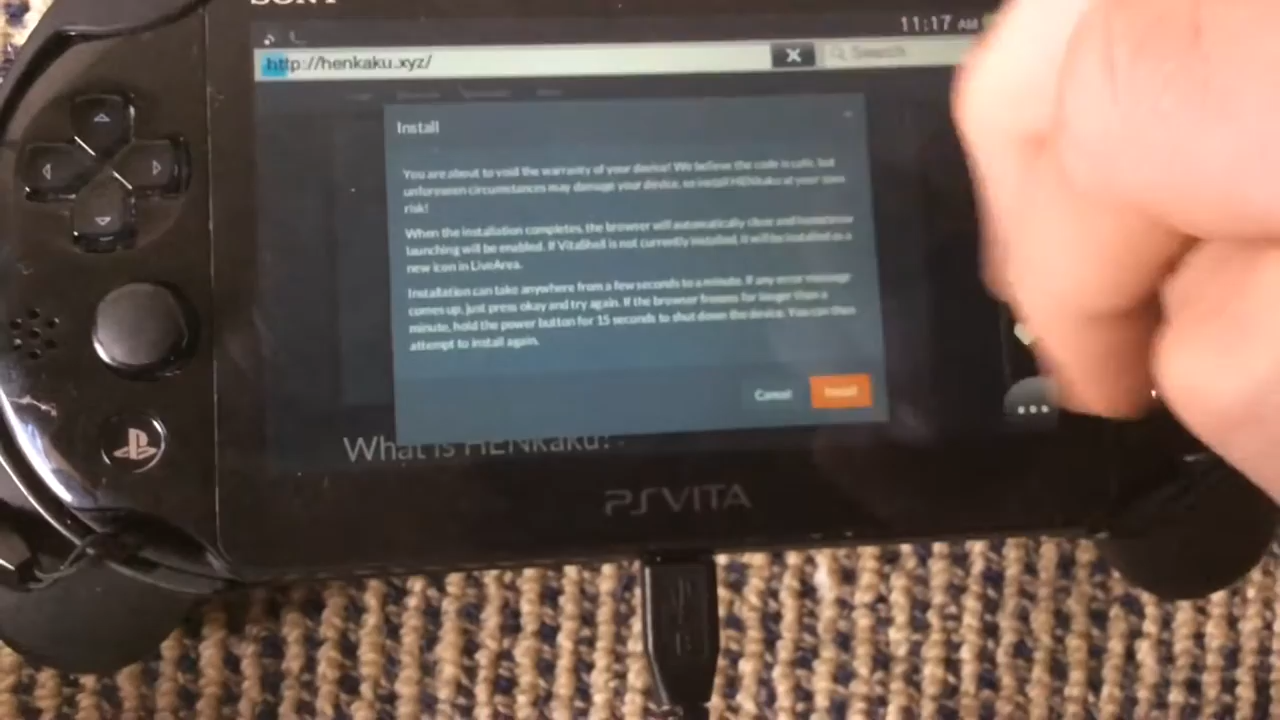 SONY
11:17 AM
http://henkaku.xyz/
Search
Install
You are about to void the warranty of your device! We believe the code is safe, but
unforeseen circumstances may damage your device, so install HENkaku at your own
risk!
When the installation completes, the browser will automatically close and homebrew
launching will be enabled. If VitaShell is not currently installed, it will be installed as a
new icon in LiveArea.
Installation can take anywhere from a few seconds to a minute. If any error message
comes up, just press okay and try again. If the browser freezes for longer than a
minute, hold the power button for 15 seconds to shut down the device. You can then
attempt to install again.
Cancel
Install
What is HENkaku?
PSVITA